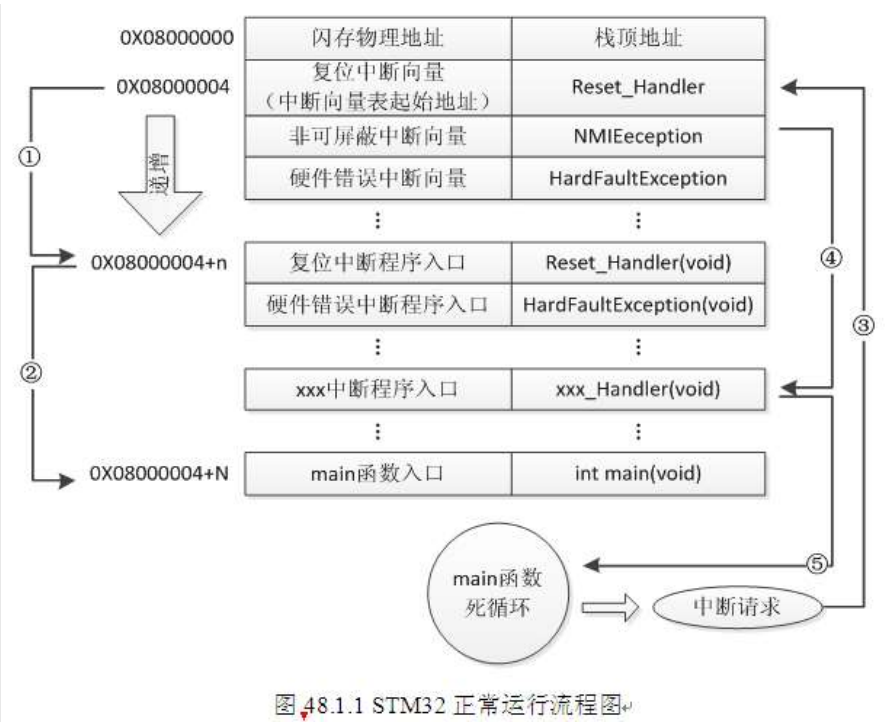 0X08000000 闪存物理地址 栈顶地址
复位中断向量
0X08000004 （中断向量表起始地址） Reset_Handler
非可屏蔽中断向量 NMIEeception
① 递增
硬件错误中断向量 HardFaultException
⋮ ⋮
0X08000004+n 复位中断程序入口 Reset_Handler(void) ④
硬件错误中断程序入口 HardFaultException(void)
③
⋮ ⋮
② xxx中断程序入口 xxx_Handler(void)
⋮ ⋮
0X08000004+N main函数入口 int main(void)
⑤
main函数
死循环 中断请求
图 48.1.1 STM32 正常运行流程图